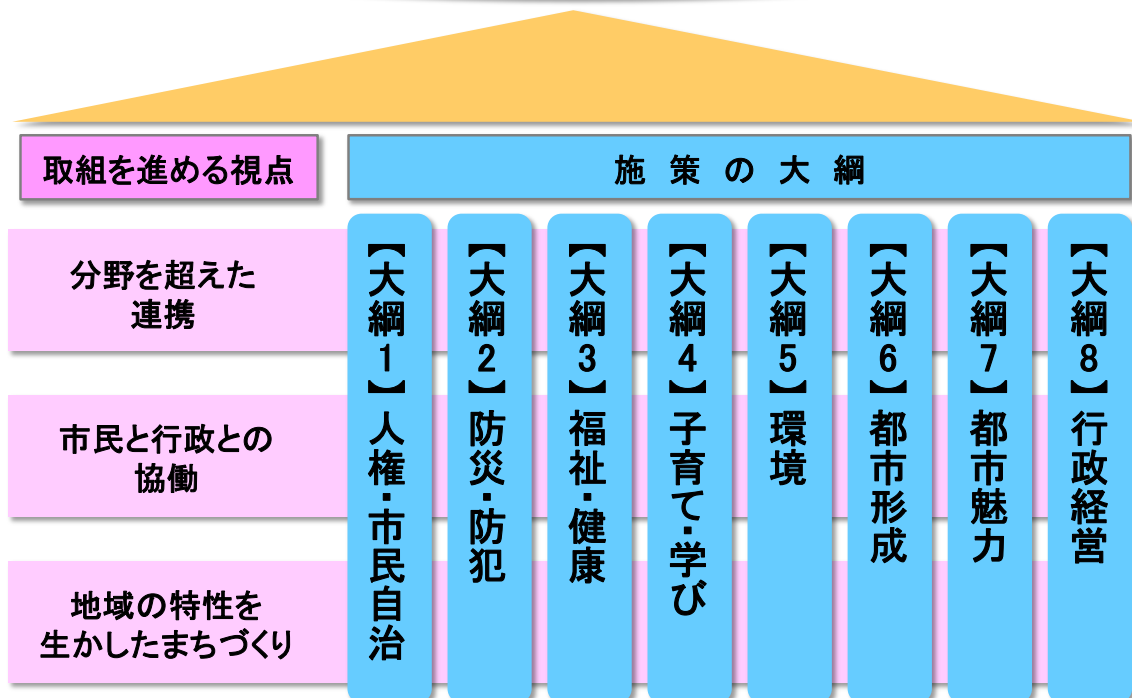 取組を進める視点
施策の大綱
分野を超えた
連携
市民と行政との
協働
地域の特性を
生かしたまちづくり
【大綱1】人権・市民自治
【大綱2】防災・防犯
【大綱3】福祉・健康
【大綱4】子育て・学び
【大綱5】環境
【大綱6】都市形成
【大綱7】都市魅力
【大綱8】行政経営